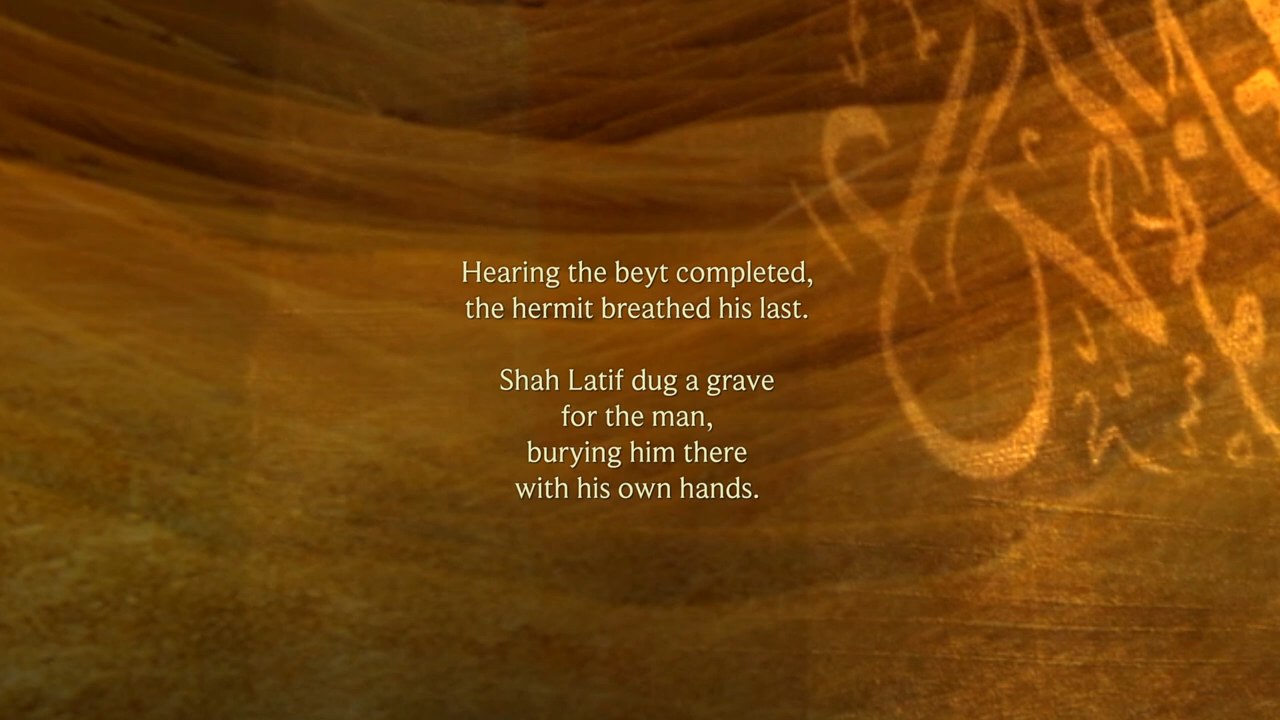 Hearing the beyt completed,
the hermit breathed his last.
Shah Latif dug a grave
for the man,
burying him there
with his own hands.